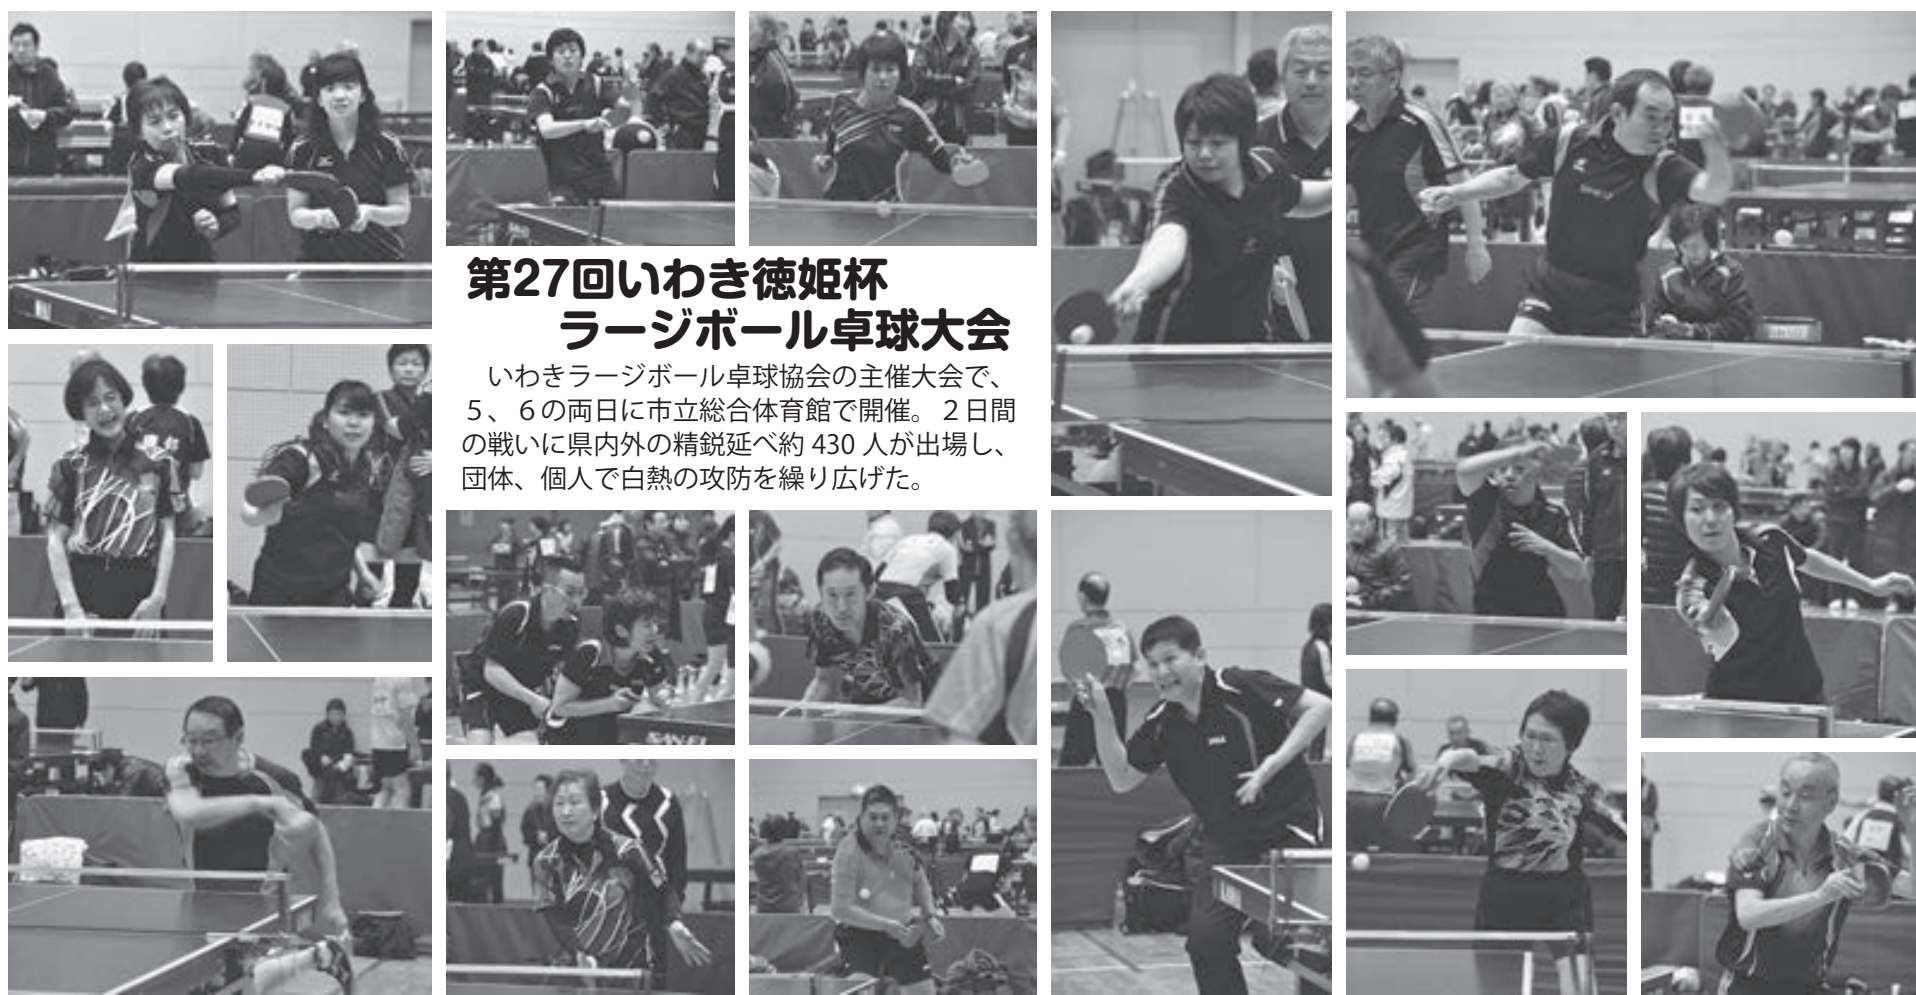 第27回いわき徳姫杯
ラージボール卓球大会
いわきラージボール卓球協会の主催大会で、
５、６の両日に市立総合体育館で開催。２日間
の戦いに県内外の精鋭延べ約 430 人が出場し、
団体、個人で白熱の攻防を繰り広げた。
SAN-EI